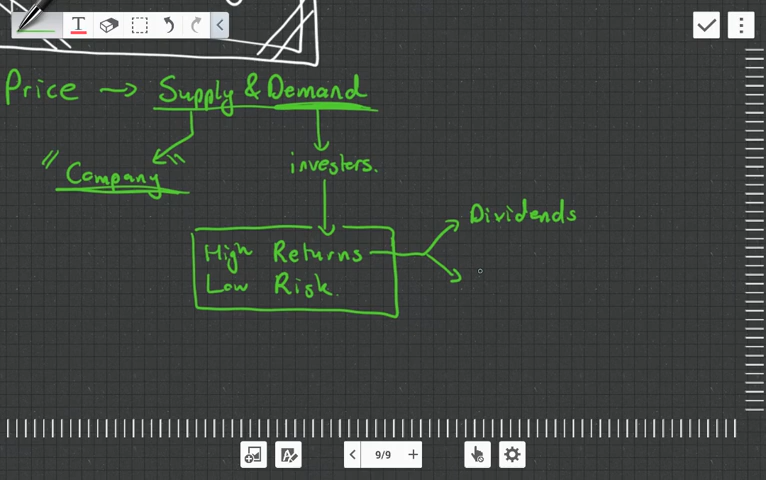 T
Price → Supply & Demand
"Company"
investers.
Dividends
High Returns
Low Risk.
9/9